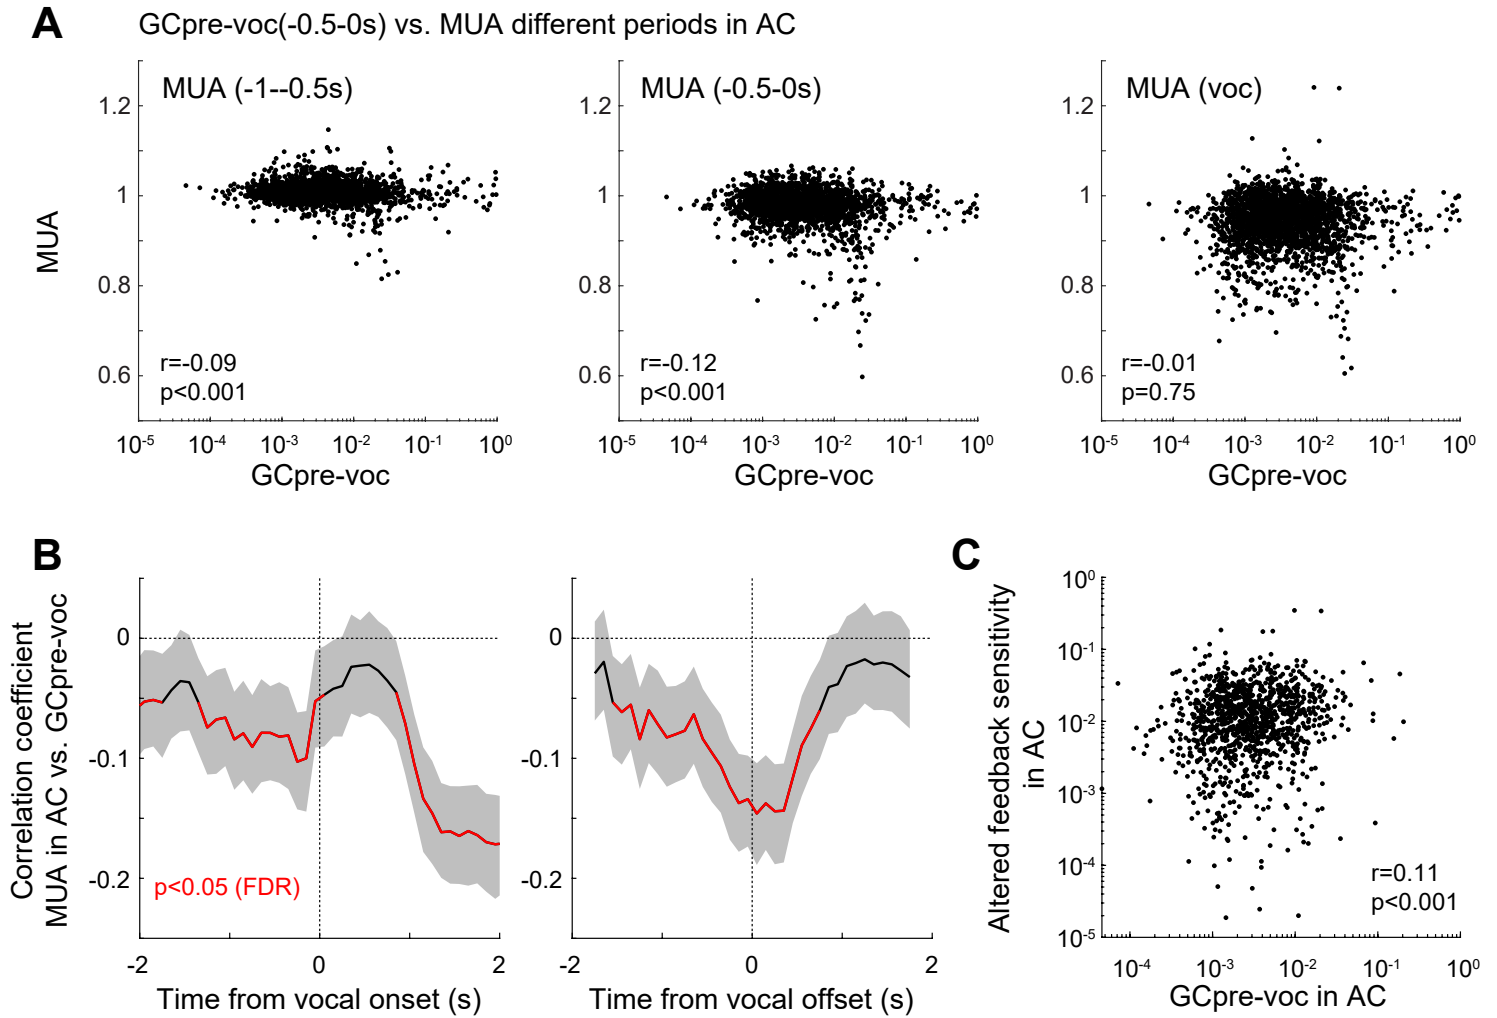 A
GCpre-voc(-0.5-0s) vs. MUA different periods in AC
MUA (-1--0.5s)
MUA (-0.5-0s)
MUA (voc)
MUA
1.2
1
0.8
0.6
1.2
1
0.8
0.6
1.2
1
0.8
0.6
r=-0.09
p<0.001
r=-0.12
p<0.001
r=-0.01
p=0.75
10⁻⁵ 10⁻⁴ 10⁻³ 10⁻² 10⁻¹ 10⁰
10⁻⁵ 10⁻⁴ 10⁻³ 10⁻² 10⁻¹ 10⁰
10⁻⁵ 10⁻⁴ 10⁻³ 10⁻² 10⁻¹ 10⁰
GCpre-voc
GCpre-voc
GCpre-voc
B
Correlation coefficient
MUA in AC vs. GCpre-voc
0
-0.1
-0.2
p<0.05 (FDR)
-2 0 2
Time from vocal onset (s)
0
-0.1
-0.2
-2 0 2
Time from vocal offset (s)
C
Altered feedback sensitivity
in AC
10⁰
10⁻¹
10⁻²
10⁻³
10⁻⁴
10⁻⁵
r=0.11
p<0.001
10⁻⁴ 10⁻³ 10⁻² 10⁻¹ 10⁰
GCpre-voc in AC